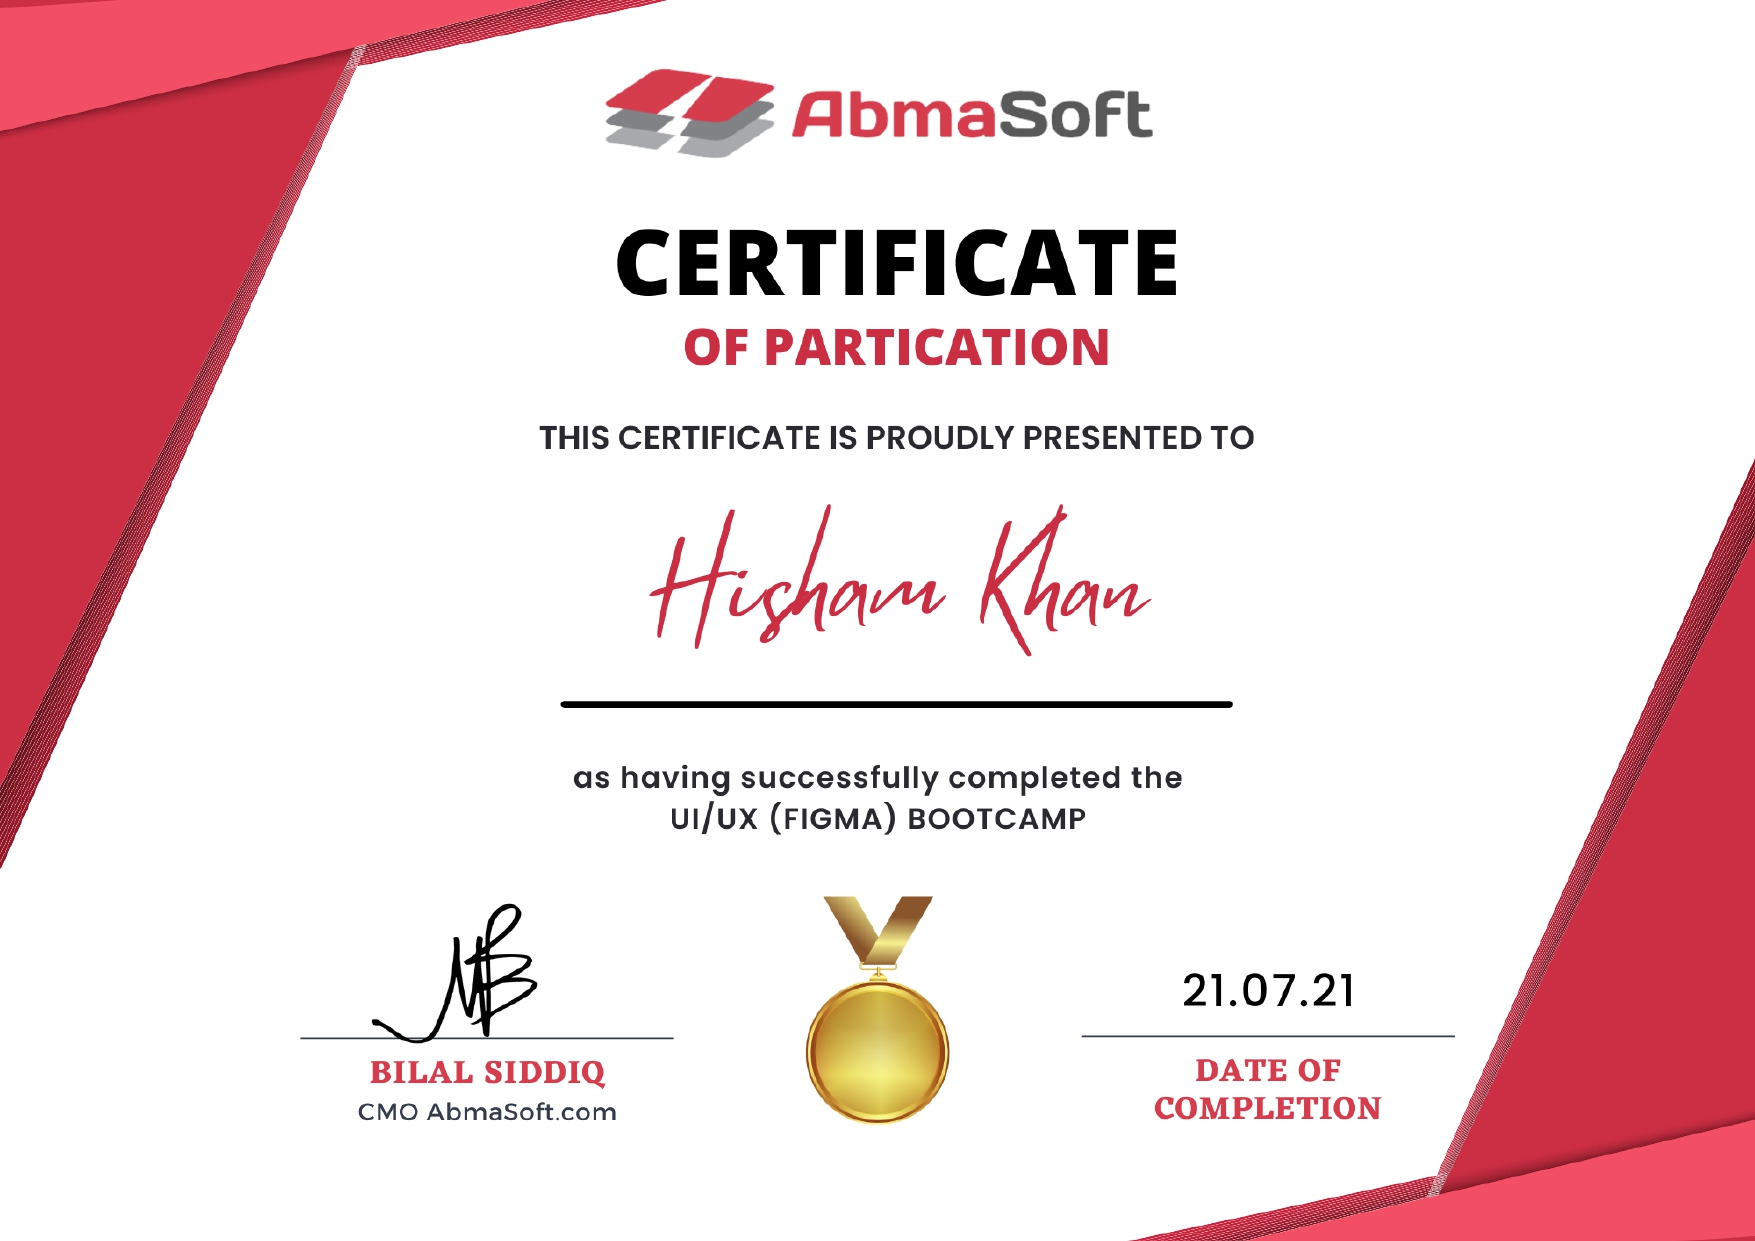 AbmaSoft
CERTIFICATE
OF PARTICATION
THIS CERTIFICATE IS PROUDLY PRESENTED TO
Hisham Khan
as having successfully completed the
UI/UX (FIGMA) BOOTCAMP
21.07.21
BILAL SIDDIQ
CMO AbmaSoft.com
DATE OF
COMPLETION